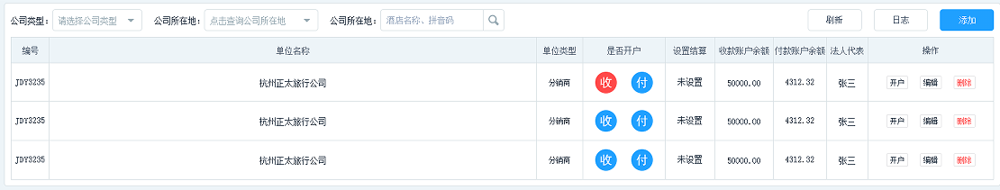 公司类型： 请选择公司类型 公司所在地： 点击查询公司所在地 公司所在地： 酒店名称、拼音码 刷新 日志 添加
编号 单位名称 单位类型 是否开户 设置结算 收款账户余额 付款账户余额 法人代表 操作
JDY3235 杭州正太旅行公司 分销商 收 付 未设置 50000.00 4312.32 张三 开户 编辑 删除
JDY3235 杭州正太旅行公司 分销商 收 付 未设置 50000.00 4312.32 张三 开户 编辑 删除
JDY3235 杭州正太旅行公司 分销商 收 付 未设置 50000.00 4312.32 张三 开户 编辑 删除